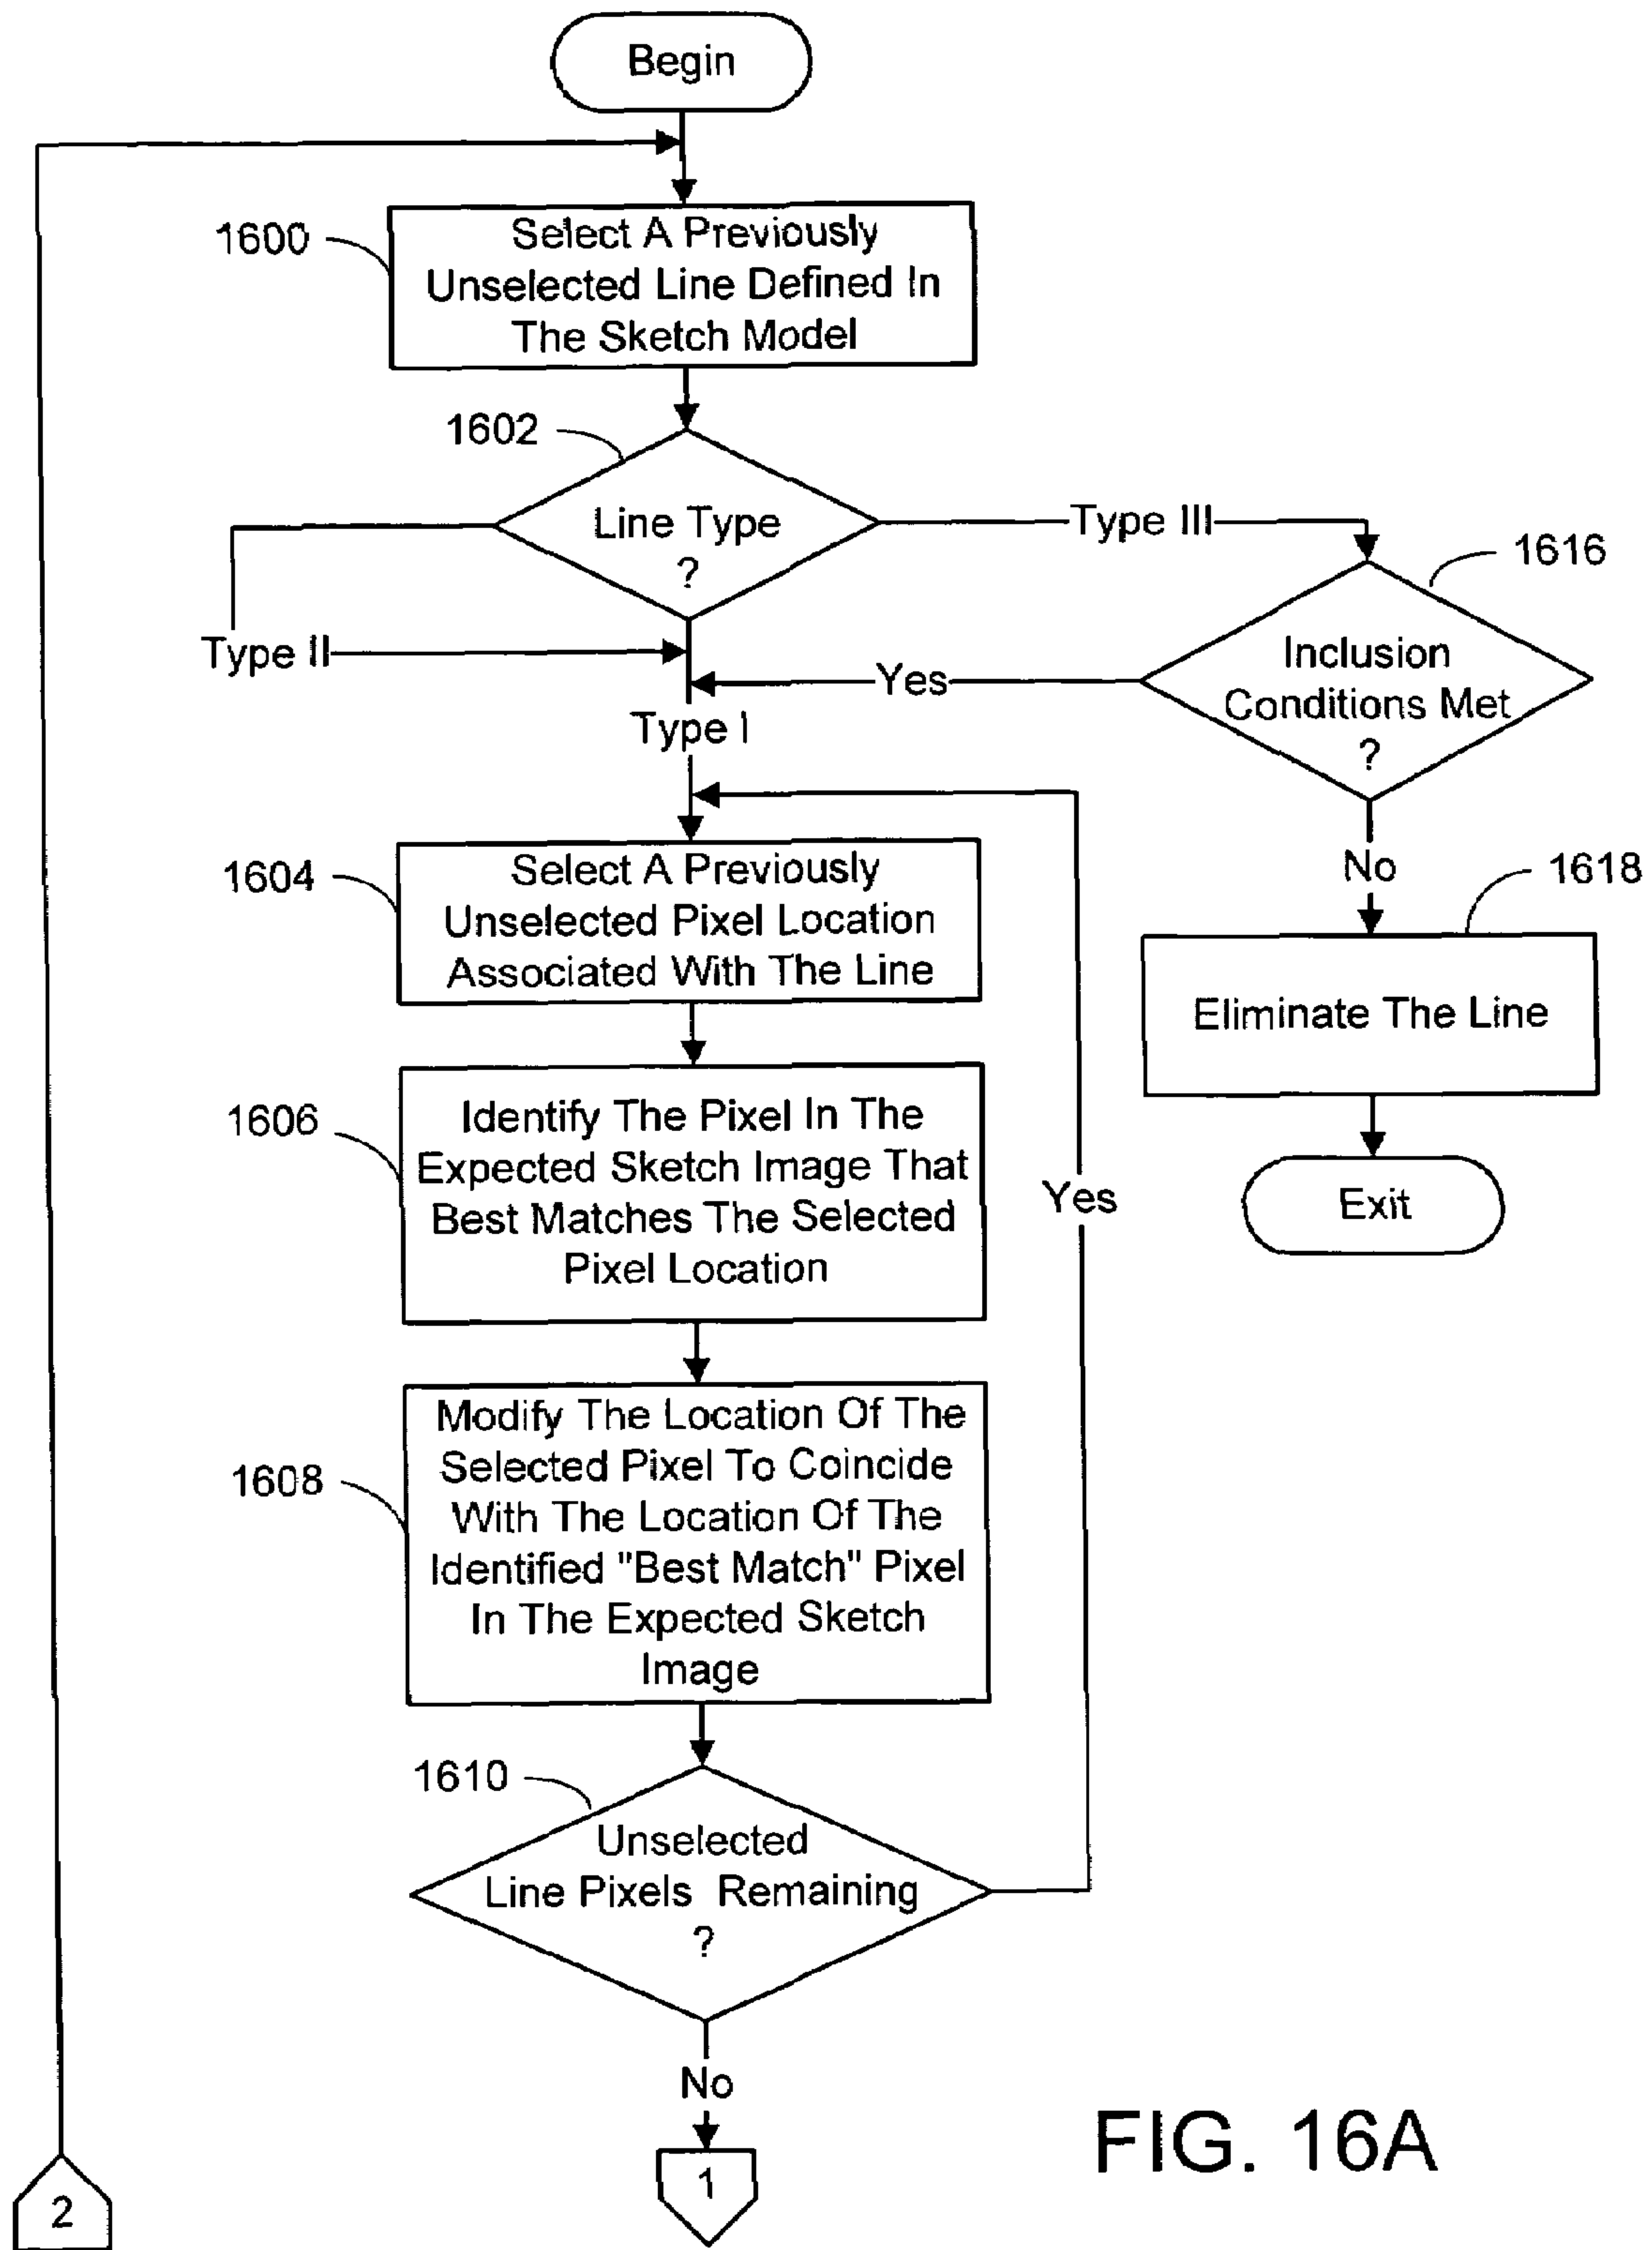 Begin
1600
Select A Previously
Unselected Line Defined In
The Sketch Model
1602
Line Type
?
Type III
1616
Type II
Inclusion
Conditions Met
?
Yes
Type I
No
1604
Select A Previously
Unselected Pixel Location
Associated With The Line
1618
Eliminate The Line
1606
Identify The Pixel In The
Expected Sketch Image That
Best Matches The Selected
Pixel Location
Yes
Exit
1608
Modify The Location Of The
Selected Pixel To Coincide
With The Location Of The
Identified "Best Match" Pixel
In The Expected Sketch
Image
1610
Unselected
Line Pixels Remaining
?
No
1
2
FIG. 16A